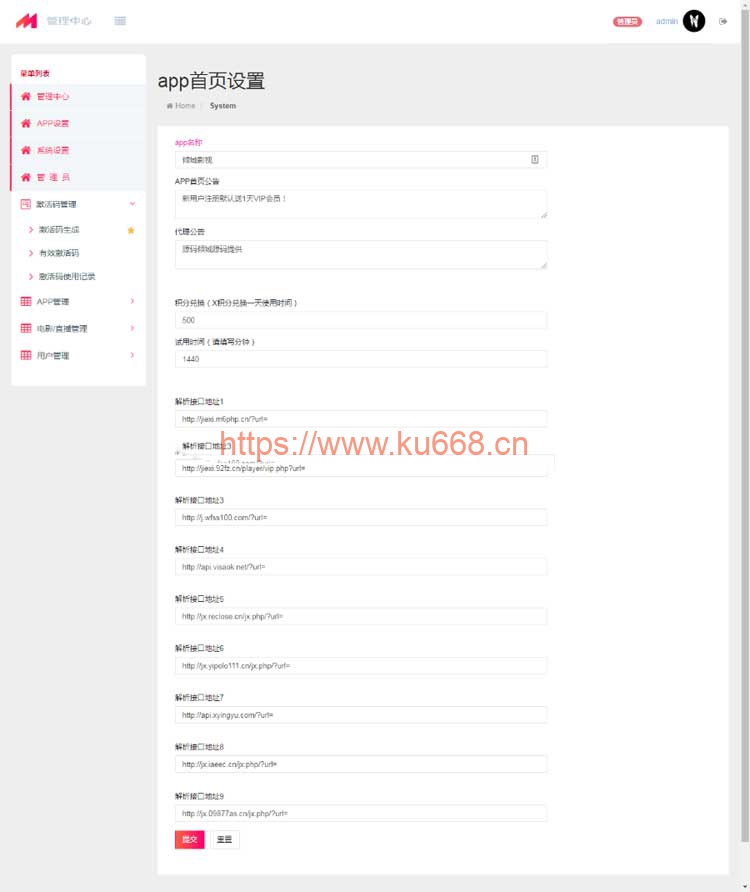 管理中心
管理员
admin
菜单列表
管理中心
APP设置
系统设置
管 理 员
激活码管理
激活码生成
有效激活码
激活码使用记录
APP管理
电影/直播管理
用户管理
app首页设置
Home / System
app名称
倾城影视
APP首页公告
新用户注册默认送1天VIP会员！
代理公告
源码倾城源码提供
积分兑换（X积分兑换一天使用时间）
500
试用时间（请填写分钟）
1440
解析接口地址1
http://jiexi.m6php.cn/?url=
解析接口地址3
https://www.ku668.cn
http://jiexi.92fz.cn/player/vip.php?url=
解析接口地址3
http://j.wfss100.com/?url=
解析接口地址4
http://api.visaok.net/?url=
解析接口地址5
http://jx.reclose.cn/jx.php/?url=
解析接口地址6
http://jx.yipolo111.cn/jx.php/?url=
解析接口地址7
http://api.xyingyu.com/?url=
解析接口地址8
http://jx.iaeec.cn/jx.php/?url=
解析接口地址9
http://jx.09877as.cn/jx.php/?url=
提交
重置